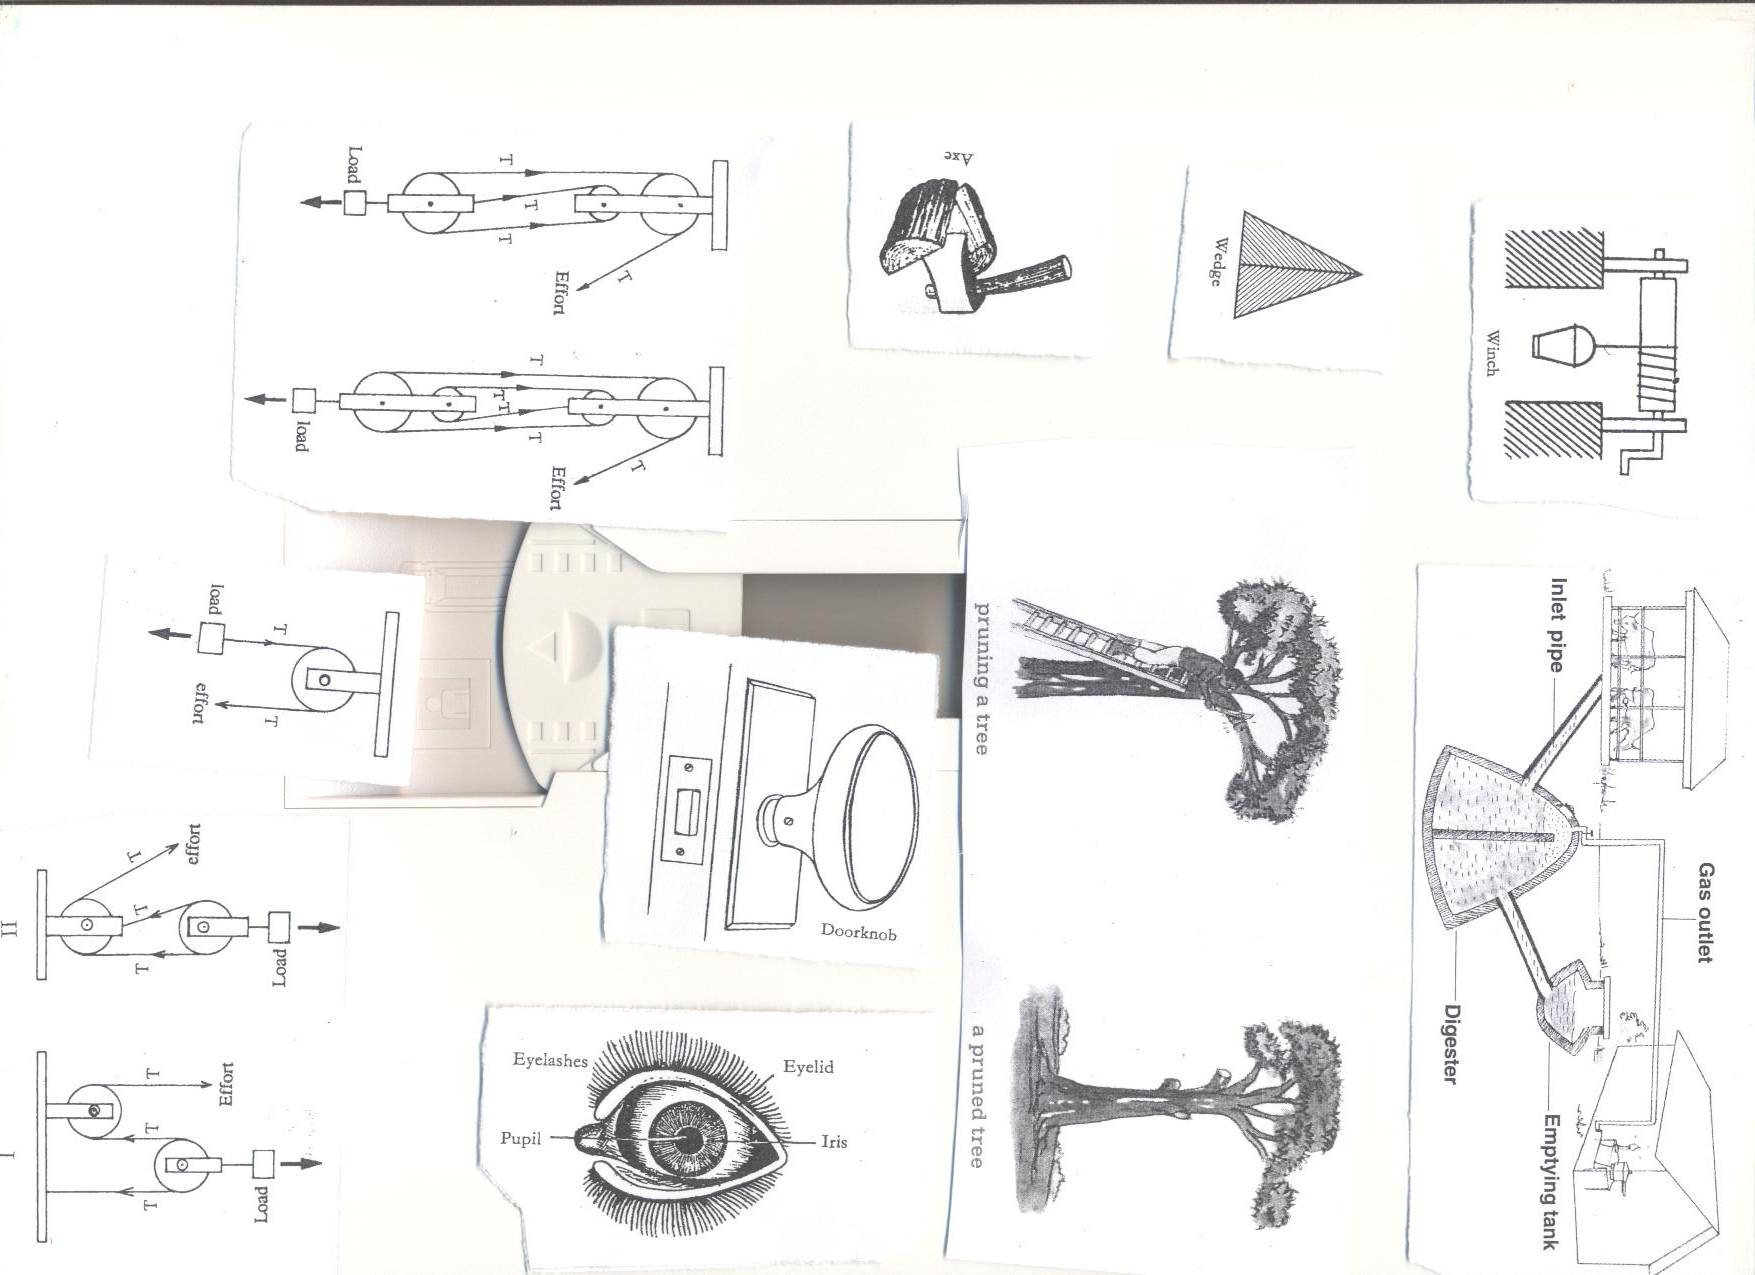 Load
T
T
T
T
Effort
load
T
T
T
T
T
Effort
Axe
Wedge
Winch
load
T
effort
T
Doorknob
pruning a tree
a pruned tree
Inlet pipe
Gas outlet
Digester
Emptying tank
effort
T
T
T
Load
II
Effort
T
T
T
Load
I
Eyelashes
Eyelid
Pupil
Iris